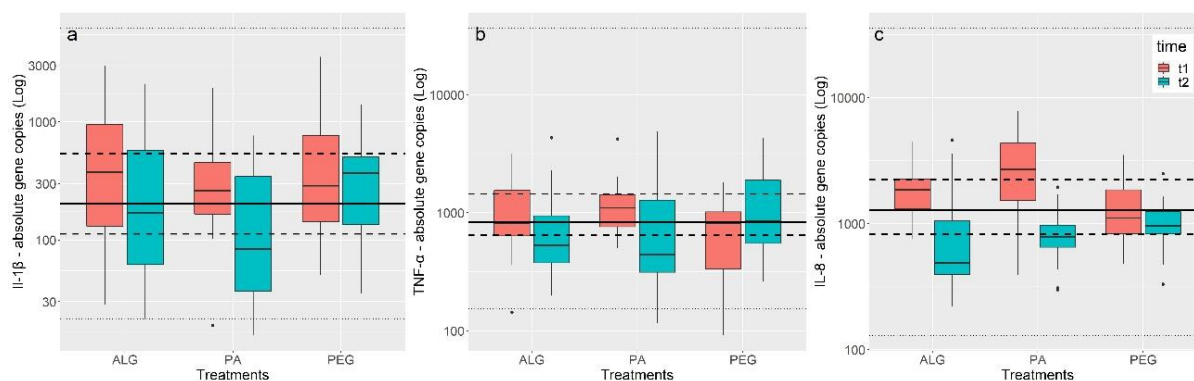 a
Il-1β - absolute gene copies (Log)
3000
1000
300
100
30
ALG
PA
PEG
Treatments
b
TNF-α - absolute gene copies (Log)
10000
1000
100
ALG
PA
PEG
Treatments
c
IL-8 - absolute gene copies (Log)
10000
1000
100
ALG
PA
PEG
Treatments
time
t1
t2